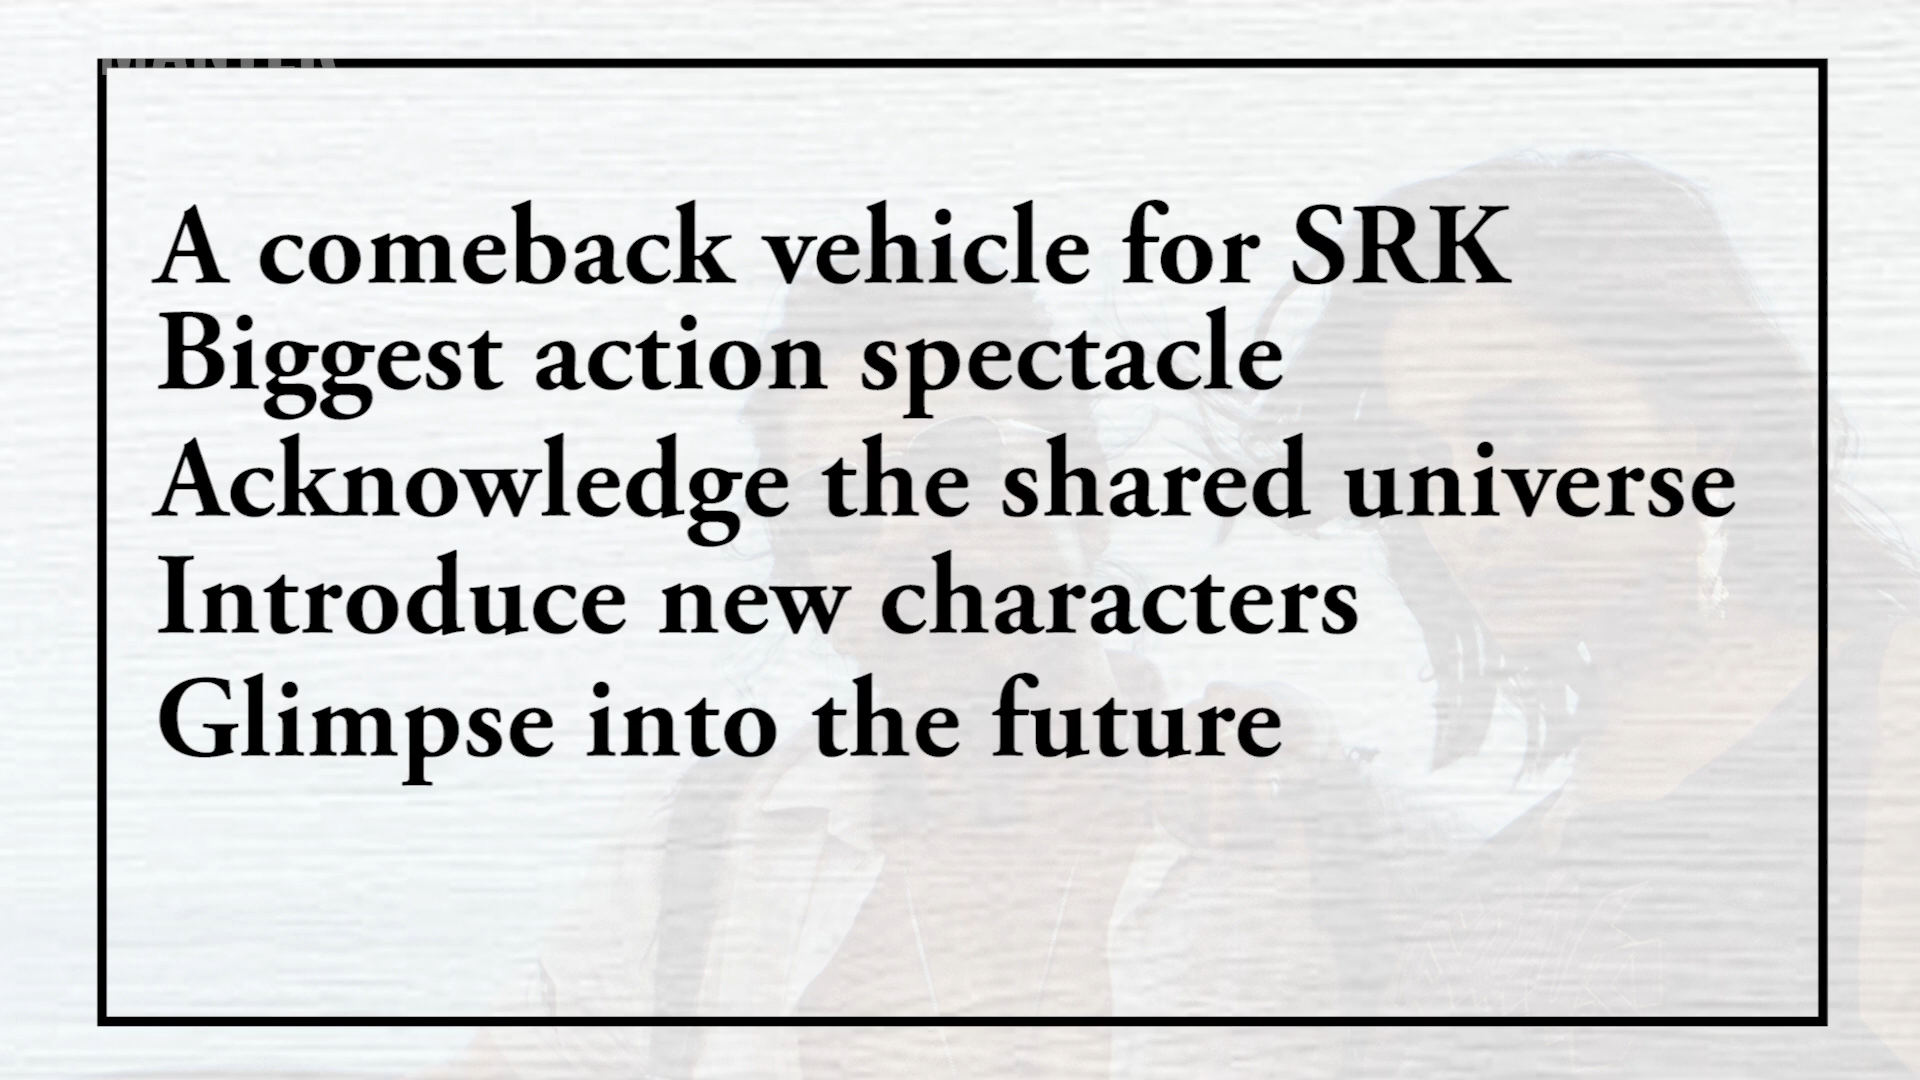 A comeback vehicle for SRK
Biggest action spectacle
Acknowledge the shared universe
Introduce new characters
Glimpse into the future